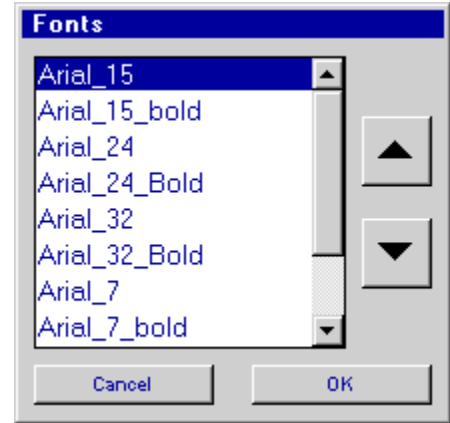 Fonts
Arial_15
Arial_15_bold
Arial_24
Arial_24_Bold
Arial_32
Arial_32_Bold
Arial_7
Arial_7_bold
Cancel OK